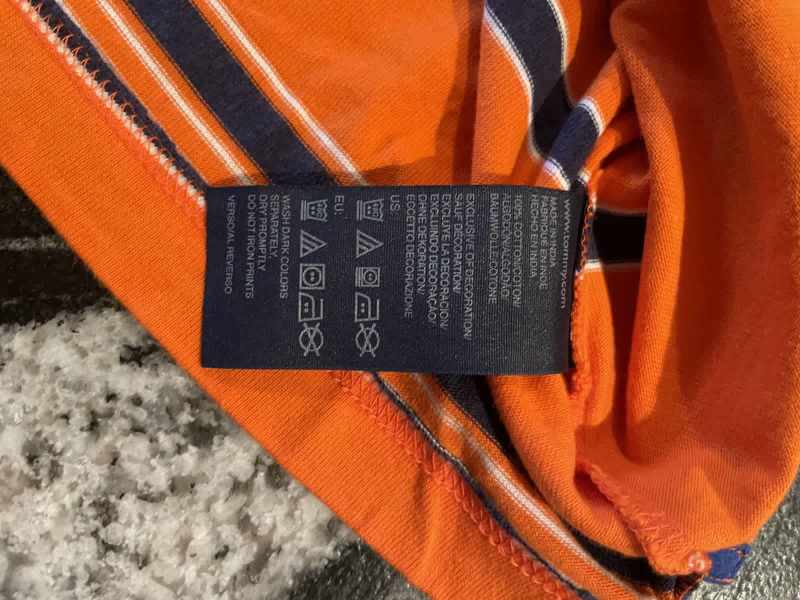 www.tommy.com
MADE IN INDIA
FABRIQUÉ EN INDE
HECHO EN INDIA
100% COTTON/COTON/
ALGODÓN/ALGODÃO/
BAUMWOLLE/COTONE
EXCLUSIVE OF DECORATION/
SAUF DÉCORATION/
EXCLUYE LA DECORACIÓN/
EXCLUINDO DECORAÇÃO/
OHNE DEKORATION/
ECCETTO DECORAZIONE
US:
EU:
WASH DARK COLORS
SEPARATELY,
DRY PROMPTLY
DO NOT IRON PRINTS
VERSO/AL REVERSO